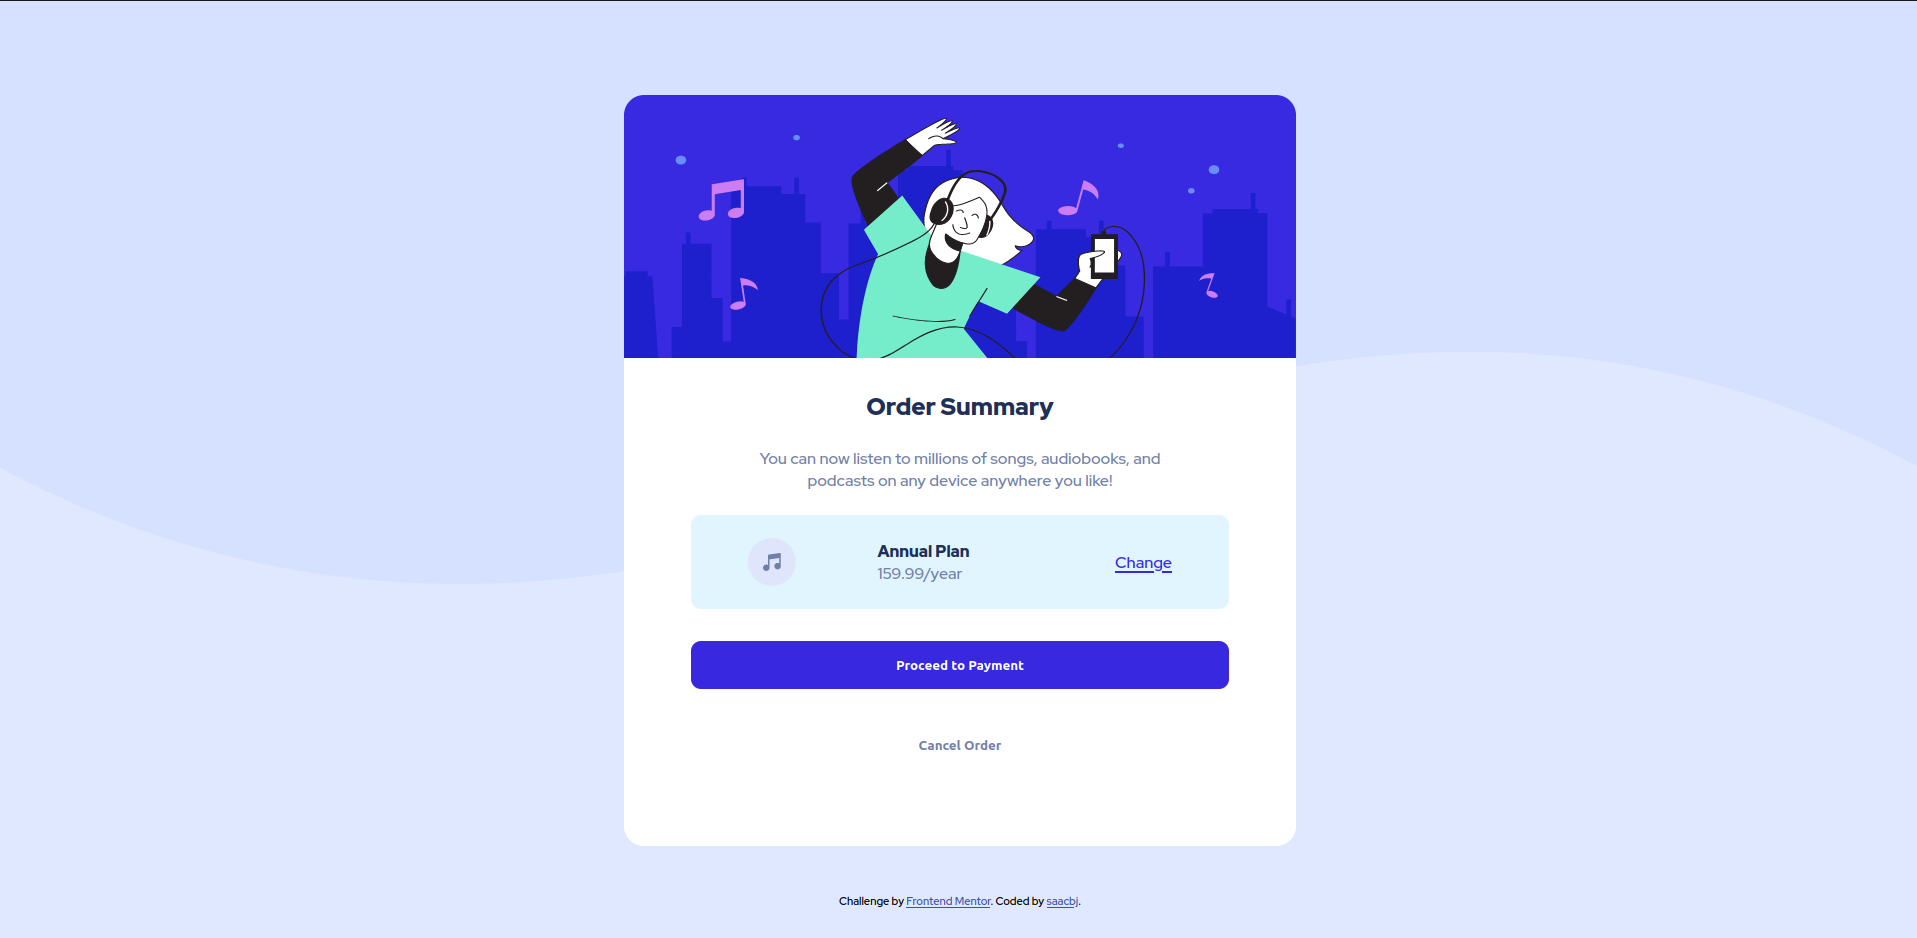 Order Summary
You can now listen to millions of songs, audiobooks, and
podcasts on any device anywhere you like!
Annual Plan
159.99/year
Change
Proceed to Payment
Cancel Order
Challenge by Frontend Mentor. Coded by saacbj.